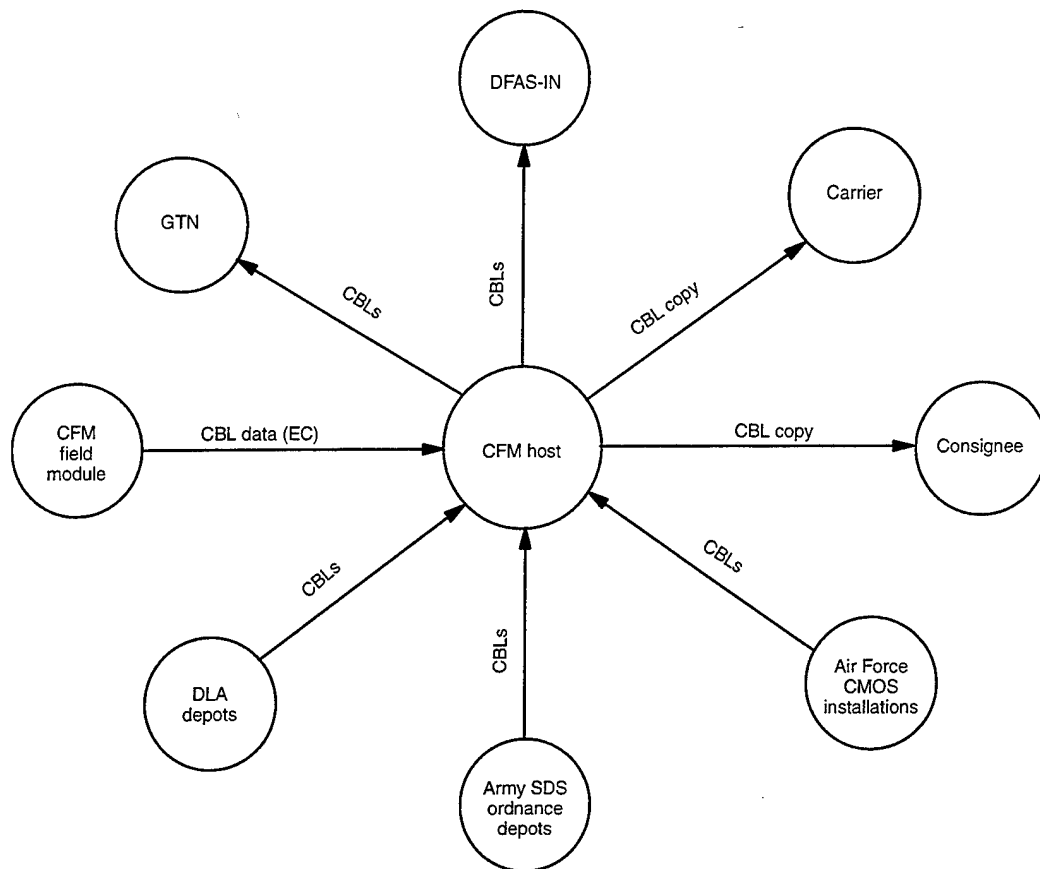 DFAS-IN
Carrier
GTN
CBLs
CBLs
CBL copy
CFM
field
module
CBL data (EC)
CFM host
CBL copy
Consignee
CBLs
CBLs
CBLs
DLA
depots
Air Force
CMOS
installations
Army SDS
ordnance
depots